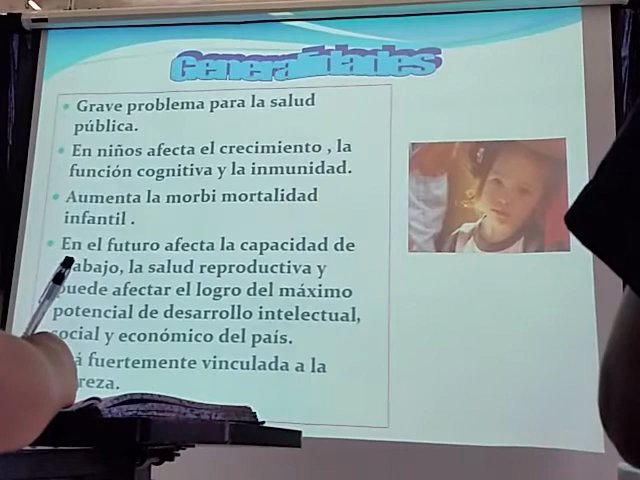 Generalidades
Grave problema para la salud
pública.
En niños afecta el crecimiento , la
función cognitiva y la inmunidad.
Aumenta la morbi mortalidad
infantil .
En el futuro afecta la capacidad de
abajo, la salud reproductiva y
puede afectar el logro del máximo
potencial de desarrollo intelectual,
social y económico del país.
á fuertemente vinculada a la
reza.